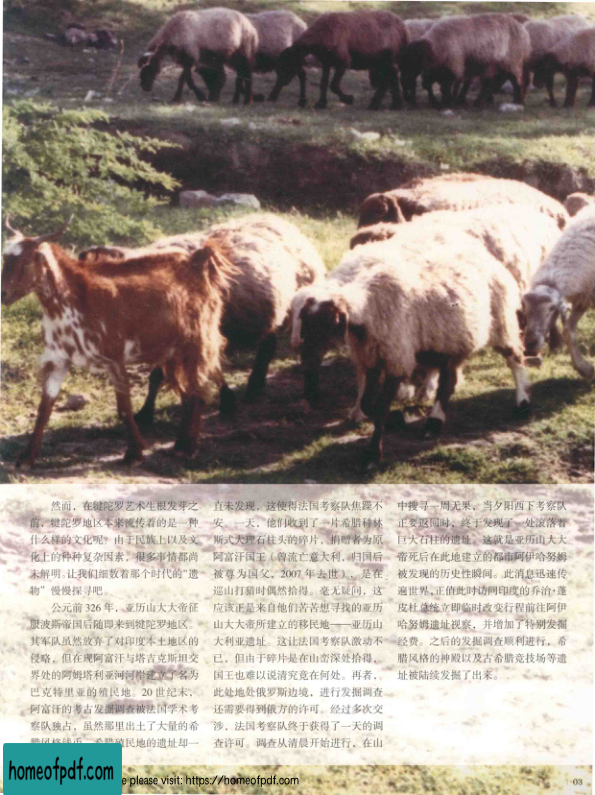 然而，在犍陀罗艺术生根发芽之
前，犍陀罗地区本来流传着的是一种
什么样的文化呢？由于民族上以及文
化上的种种复杂因素，很多事情都尚
未解明。让我们细数着那个时代的“遗
物”慢慢探寻吧。
公元前 326 年，亚历山大大帝征
服波斯帝国后随即来到犍陀罗地区。
其军队虽然放弃了对印度本土地区的
侵略，但在现阿富汗与塔吉克斯坦交
界处的阿姆塔利亚河河岸建立了名为
巴克特里亚的殖民地。20 世纪末，
阿富汗的考古发掘调查被法国学术考
察队独占，虽然那里出土了大量的希
腊风格钱币，希腊殖民地的遗址却一
直未发现，这使得法国考察队焦躁不
安。一天，他们收到了一片希腊科林
斯式大理石柱头的碎片，捐赠者为原
阿富汗国王（曾流亡意大利，归国后
被尊为国父，2007 年去世），是在
巡山打猎时偶然拾得。毫无疑问，这
应该正是来自他们苦苦想寻找的亚历
山大大帝所建立的移民地——亚历山
大利亚遗址。这让法国考察队激动不
已，但由于碎片是在山峦深处拾得，
国王也难以说清究竟在何处。再者，
此处地处俄罗斯边境，进行发掘调查
还需要得到俄方的许可。经过多次交
涉，法国考察队终于获得了一天的调
查许可。调查从清晨开始进行，在山
中搜寻一周无果，当夕阳西下考察队
正要返回时，终于发现了一处滚落着
巨大石柱的遗址。这就是亚历山大大
帝死后在此地建立的都市阿伊哈努姆
被发现的历史性瞬间。此消息迅速传
遍世界，正值此时访问印度的乔治·蓬
皮杜总统立即临时改变行程前往阿伊
哈努姆遗址视察，并增加了特别发掘
经费。之后的发掘调查顺利进行，希
腊风格的神殿以及古希腊竞技场等遗
址被陆续发掘了出来。
homeofpdf.com
e please visit: https://homeofpdf.com
03